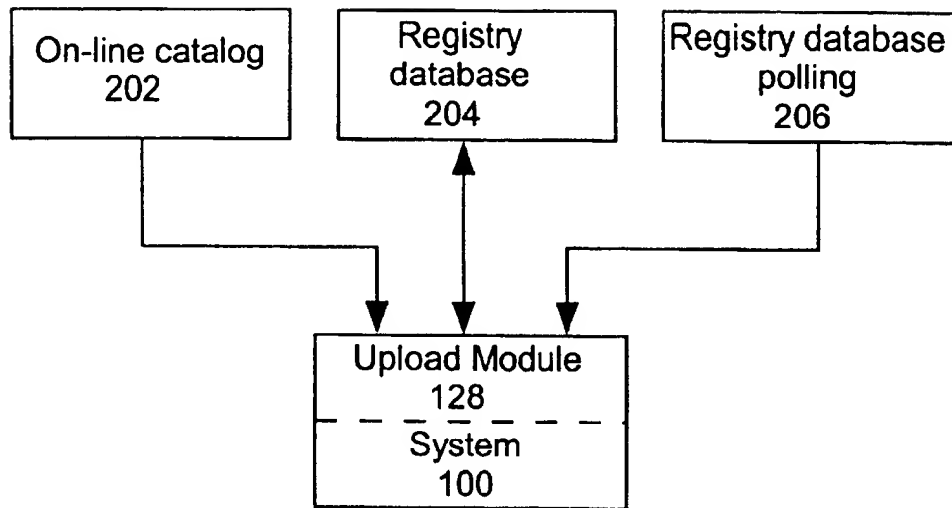 On-line catalog
202
Registry
database
204
Registry database
polling
206
Upload Module
128
System
100